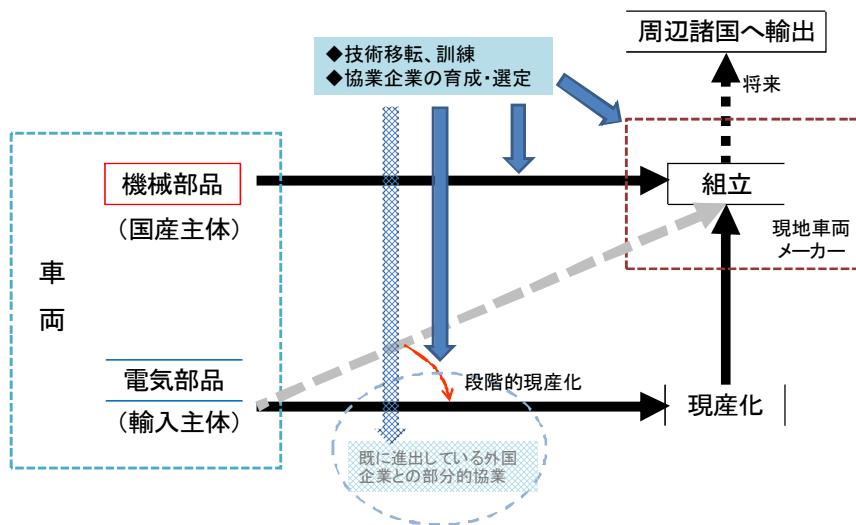 周辺諸国へ輸出
◆技術移転、訓練
◆協業企業の育成・選定
将来
機械部品
(国産主体)
組立
現地車両
メーカー
車
両
電気部品
(輸入主体)
段階的現産化
現産化
既に進出している外国
企業との部分的協業